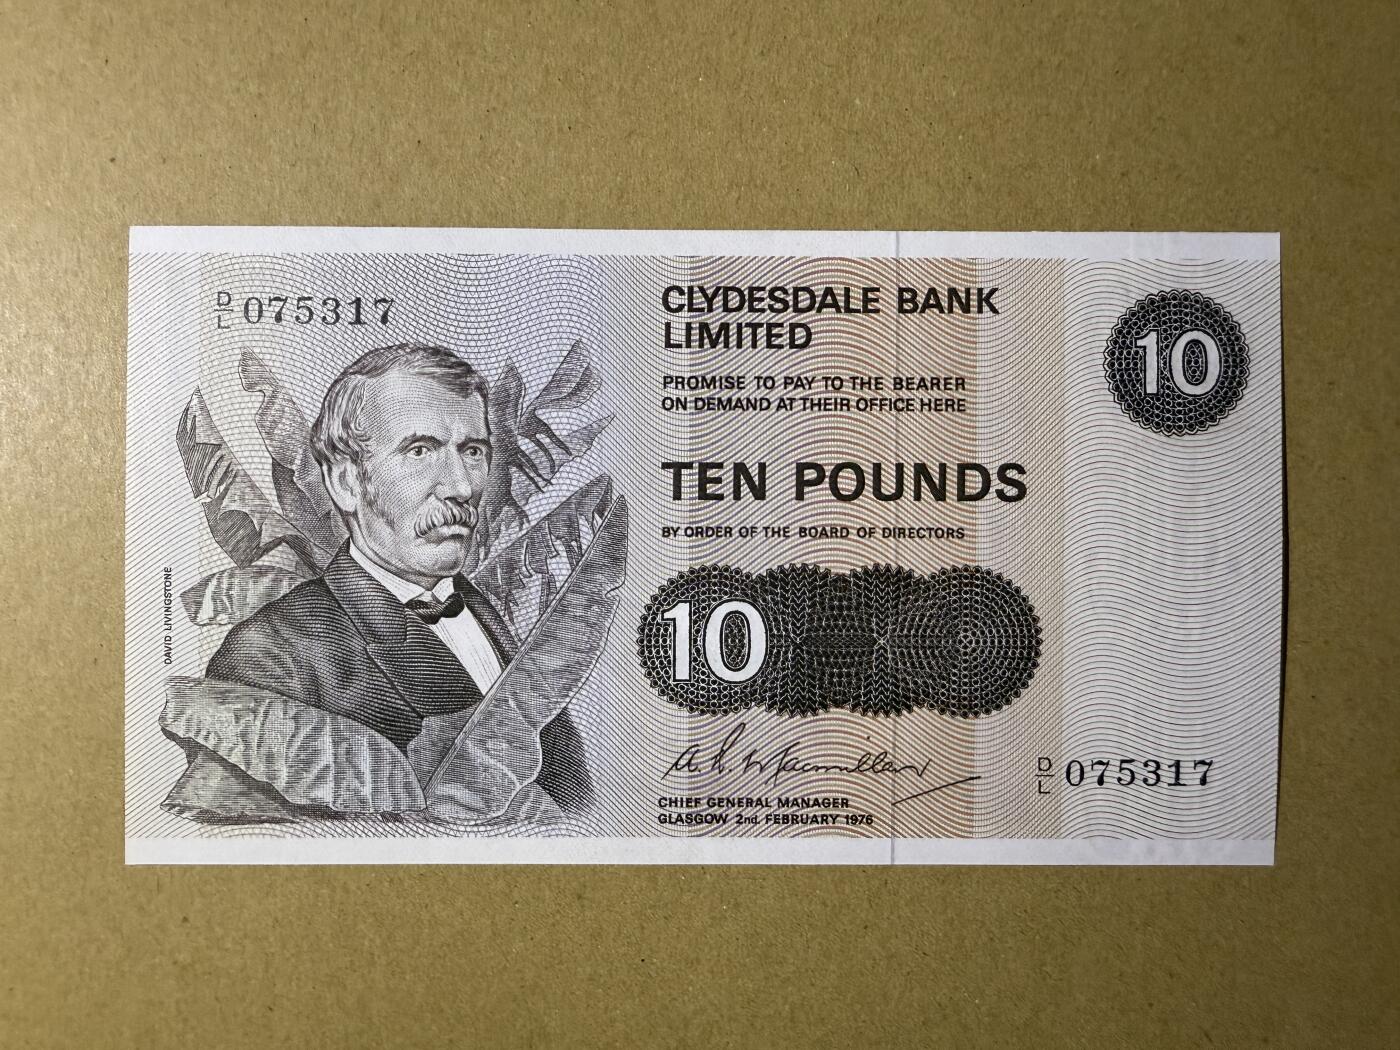 D/L 075317
CLYDESDALE BANK
LIMITED
PROMISE TO PAY TO THE BEARER
ON DEMAND AT THEIR OFFICE HERE
TEN POUNDS
BY ORDER OF THE BOARD OF DIRECTORS
10
10
DAVID LIVINGSTONE
A. R. Macmillan
CHIEF GENERAL MANAGER
GLASGOW 2nd. FEBRUARY 1976
D/L 075317